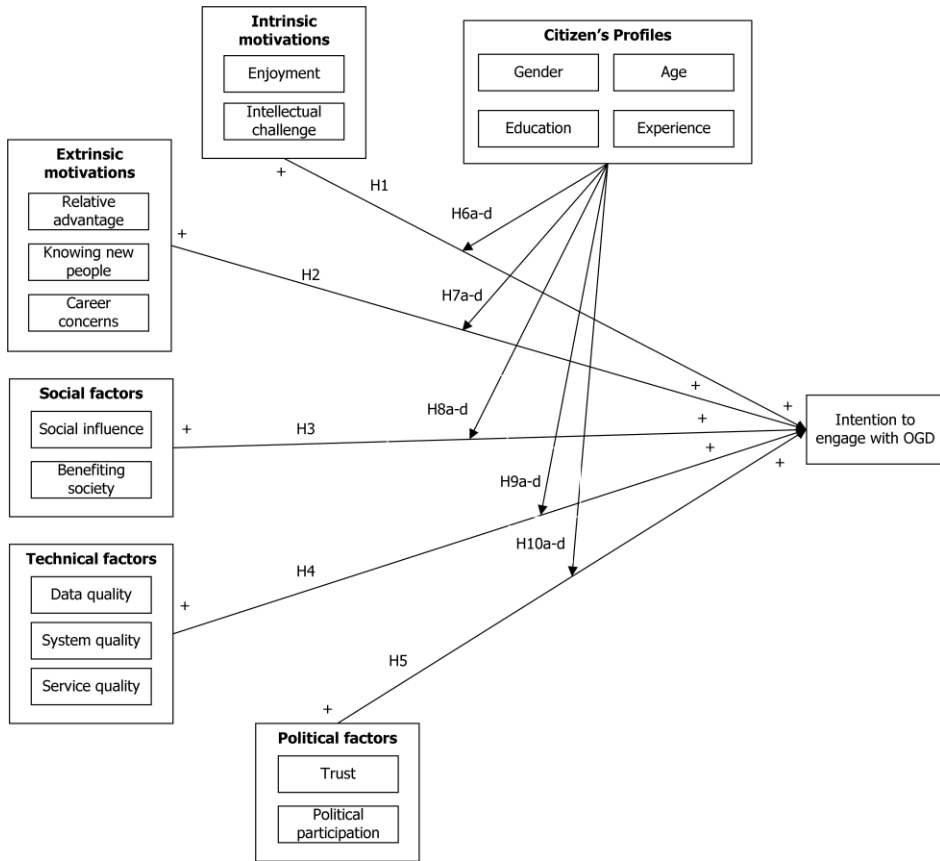 Intrinsic
motivations
Enjoyment
Intellectual
challenge
Citizen's Profiles
Gender
Age
Education
Experience
Extrinsic
motivations
Relative
advantage
Knowing new
people
Career
concerns
+
H1
+
H2
H6a-d
H7a-d
Social factors
Social influence
Benefiting
society
+
H3
H8a-d
+
+
+
+
+
Intention to
engage with OGD
H9a-d
H10a-d
Technical factors
Data quality
System quality
Service quality
+
H4
H5
+
Political factors
Trust
Political
participation